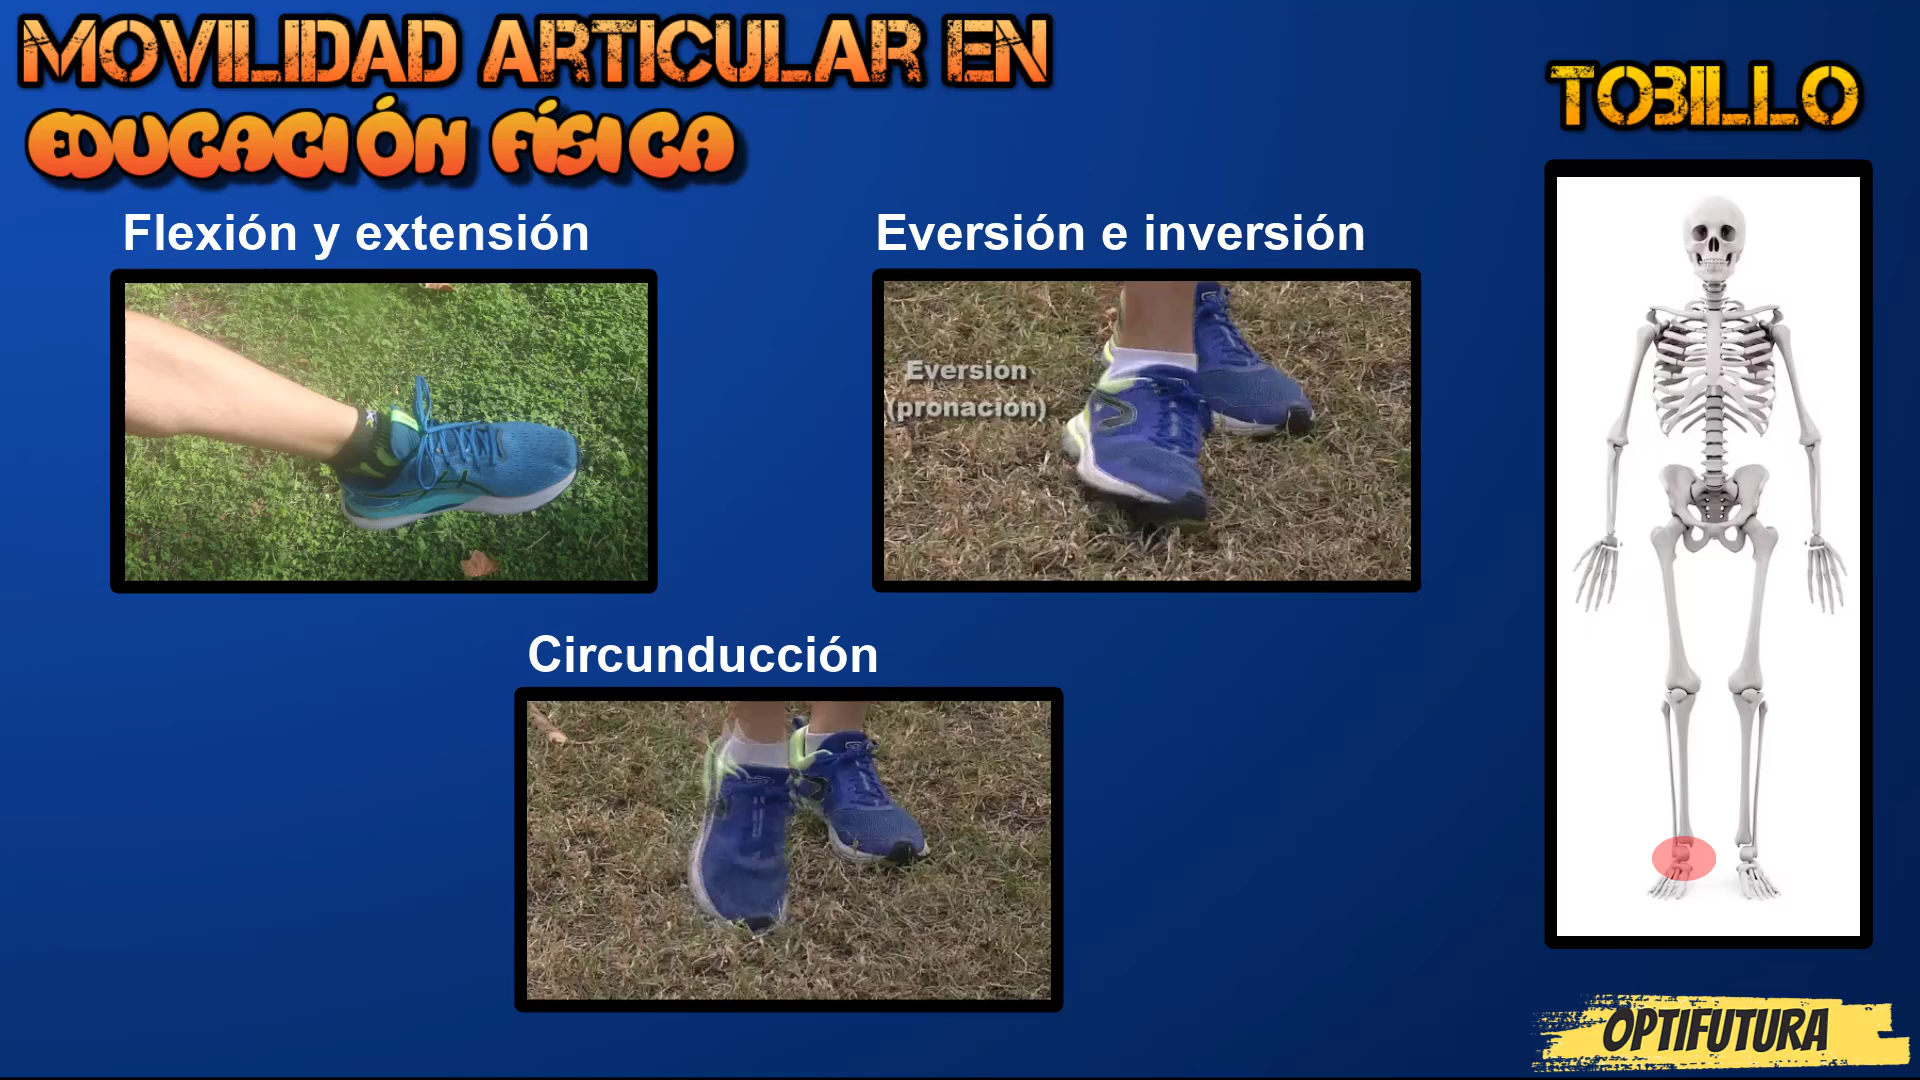 MOVILIDAD ARTICULAR EN
EDUCACIÓN FÍSICA
TOBILLO
Flexión y extensión
Eversión e inversión
Eversión
(pronación)
Circunducción
OPTIFUTURA